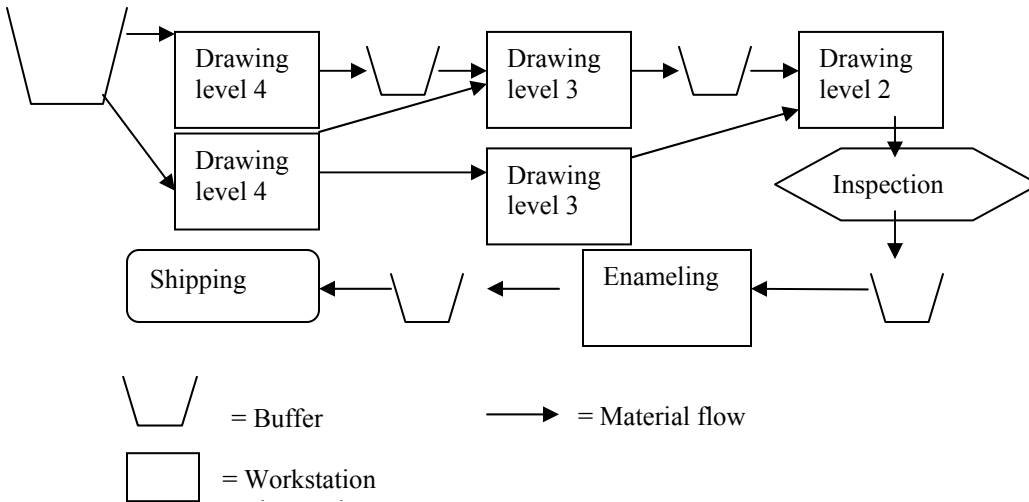 Drawing
level 4
Drawing
level 3
Drawing
level 2
Drawing
level 4
Drawing
level 3
Inspection
Shipping
Enameling
= Buffer
= Material flow
= Workstation